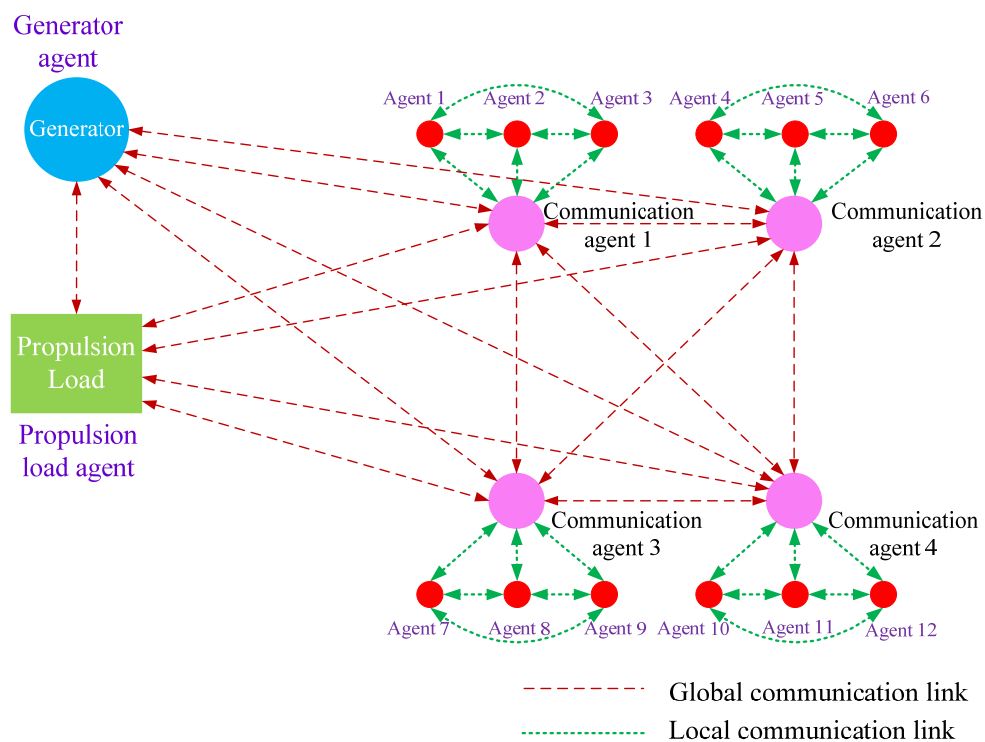 Generator
agent
Generator
Agent 1
Agent 2
Agent 3
Agent 4
Agent 5
Agent 6
Communication
agent 1
Communication
agent 2
Propulsion
Load
Propulsion
load agent
Communication
agent 3
Communication
agent 4
Agent 7
Agent 8
Agent 9
Agent 10
Agent 11
Agent 12
Global communication link
Local communication link